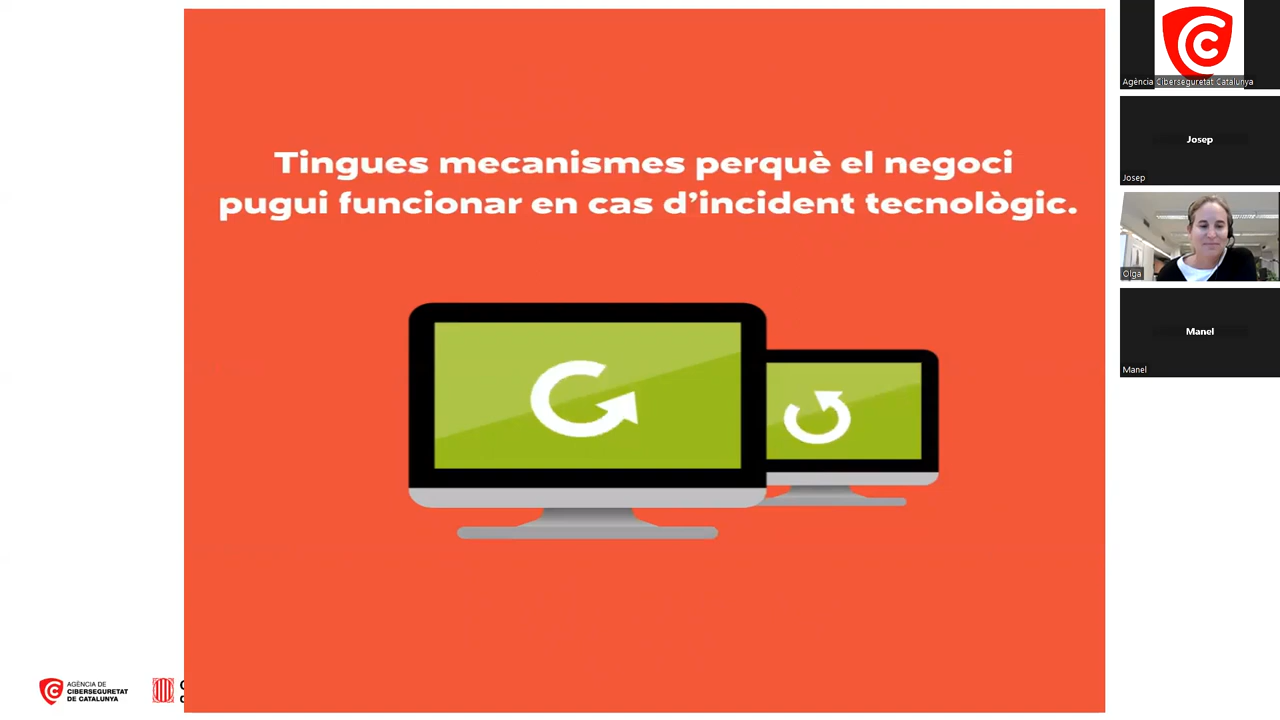 Tingues mecanismes perquè el negoci
pugui funcionar en cas d’incident tecnològic.
AGÈNCIA DE
CIBERSEGURETAT
DE CATALUNYA
Agència Ciberseguretat Catalunya
Josep
Josep
Olga
Manel
Manel